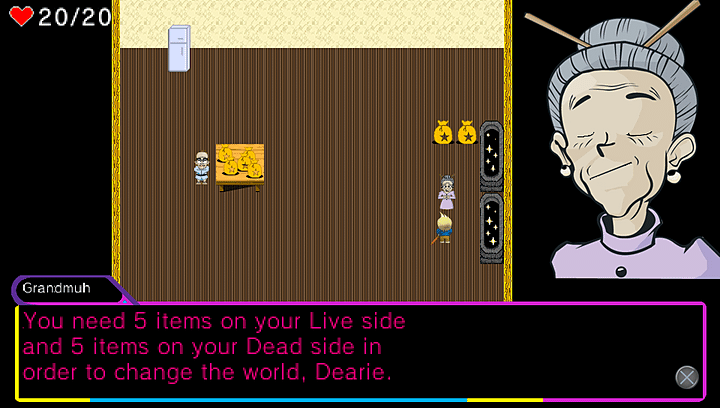 20/20
Grandmuh
You need 5 items on your Live side
and 5 items on your Dead side in
order to change the world, Dearie.